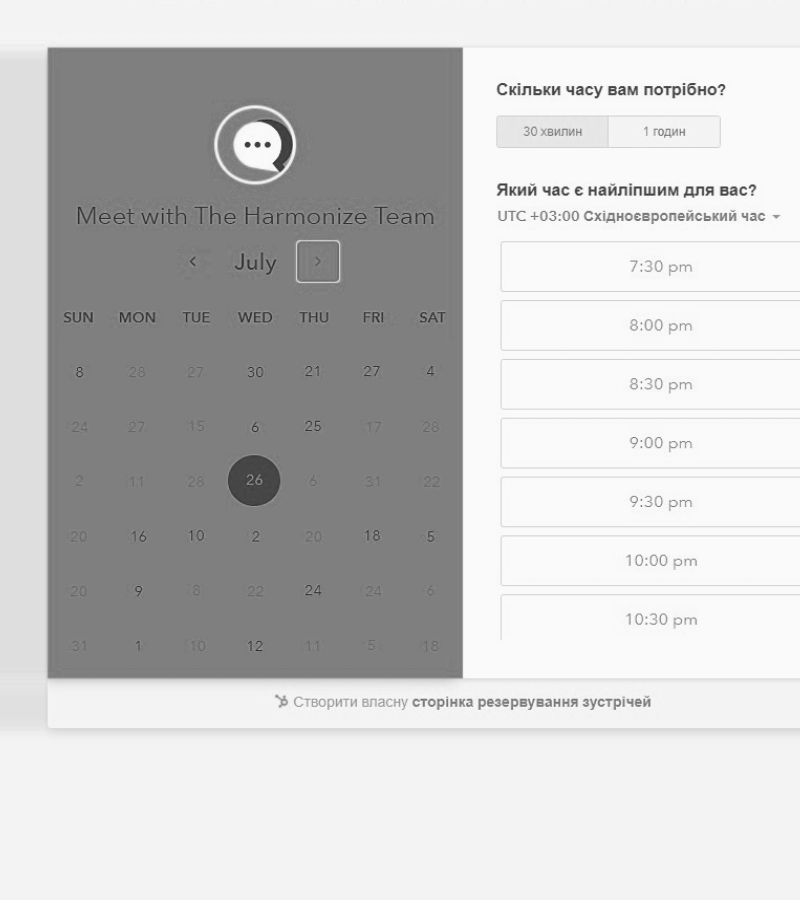 Meet with The Harmonize Team
July
SUN MON TUE WED THU FRI SAT
8 28 27 30 21 27 4
24 27 15 6 25 17 28
2 11 28 26 6 31 22
20 16 10 2 20 18 5
20 9 8 22 24 24 6
31 1 10 12 11 5 18
Скільки часу вам потрібно?
30 хвилин 1 годин
Який час є найліпшим для вас?
UTC +03:00 Східноєвропейський час
7:30 pm
8:00 pm
8:30 pm
9:00 pm
9:30 pm
10:00 pm
10:30 pm
Створити власну сторінка резервування зустрічей